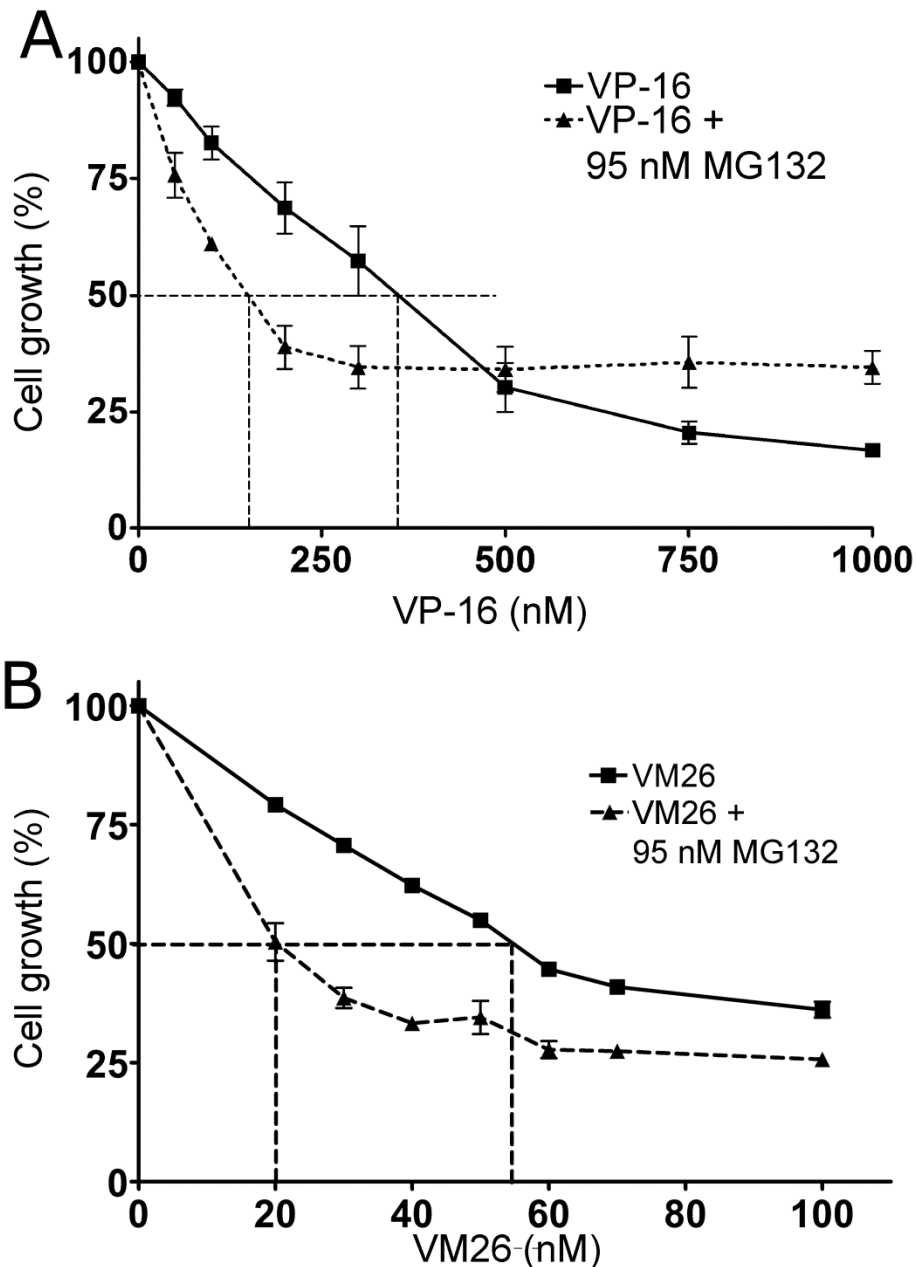 A
100
75
50
25
0
Cell growth (%)
VP-16
VP-16 +
95 nM MG132
0 250 500 750 1000
VP-16 (nM)
B
100
75
50
25
0
Cell growth (%)
VM26
VM26 +
95 nM MG132
0 20 40 60 80 100
VM26 (nM)